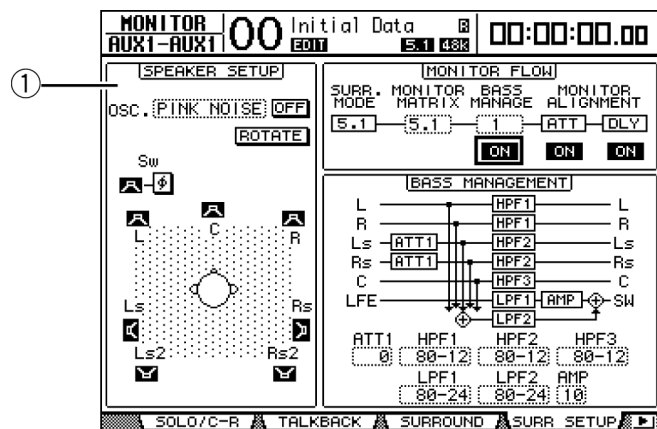 MONITOR
AUX1-AUX1
00
Initial Data
EDIT
5.1
48K
00:00:00.00
1
SPEAKER SETUP
OSC. PINK NOISE OFF
ROTATE
Sw
ϕ
L
C
R
Ls
Rs
Ls2
Rs2
MONITOR FLOW
SURR. MODE
MONITOR MATRIX
BASS MANAGE
MONITOR ALIGNMENT
5.1
5.1
1
ATT
DLY
ON
ON
ON
BASS MANAGEMENT
L HPF1 L
R HPF1 R
Ls ATT1 HPF2 Ls
Rs ATT1 HPF2 Rs
C HPF3 C
LFE LPF1 AMP SW
LPF2
ATT1 HPF1 HPF2 HPF3
0 80-12 80-12 80-12
LPF1 LPF2 AMP
80-24 80-24 10
SOLO/C-R TALKBACK SURROUND SURR SETUP